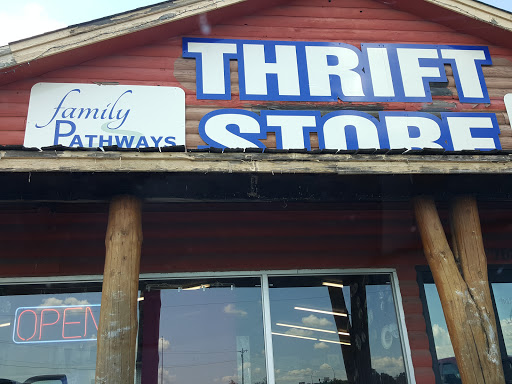 THRIFT
STORE
family
PATHWAYS
OPEN